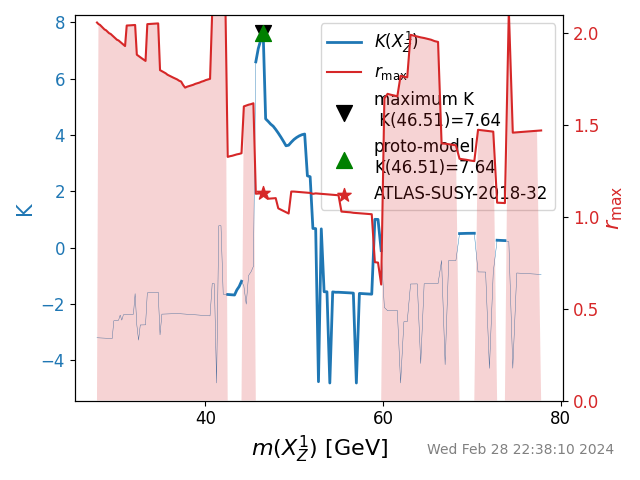 8
6
4
2
0
−2
−4
K
2.0
1.5
1.0
0.5
0.0
r_max
K(X_Z^1)
r_max
maximum K
K(46.51)=7.64
proto-model
K(46.51)=7.64
ATLAS-SUSY-2018-32
40 60 80
m(X_Z^1) [GeV]
Wed Feb 28 22:38:10 2024